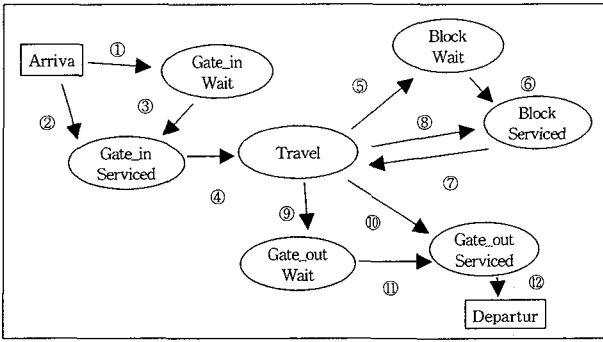 Arriva
①
Gate_in
Wait
②
③
Gate_in
Serviced
④
Travel
⑤
Block
Wait
⑥
Block
Serviced
⑧
⑦
⑨
⑩
Gate_out
Wait
⑪
Gate_out
Serviced
⑫
Departur